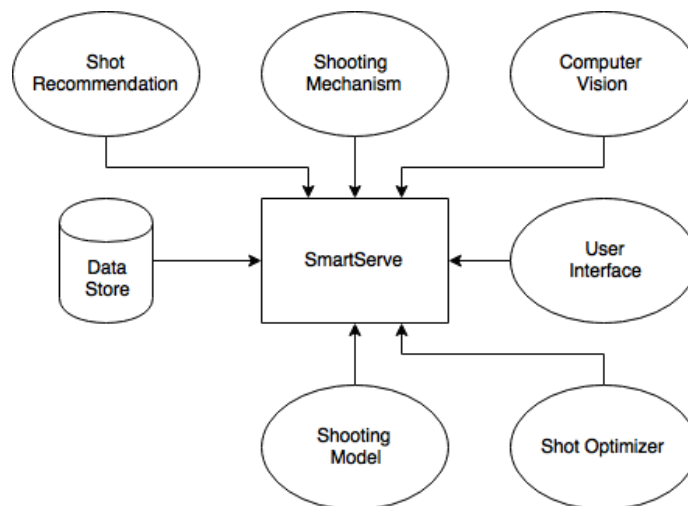 Shot
Recommendation
Shooting
Mechanism
Computer
Vision
Data
Store
SmartServe
User
Interface
Shooting
Model
Shot Optimizer